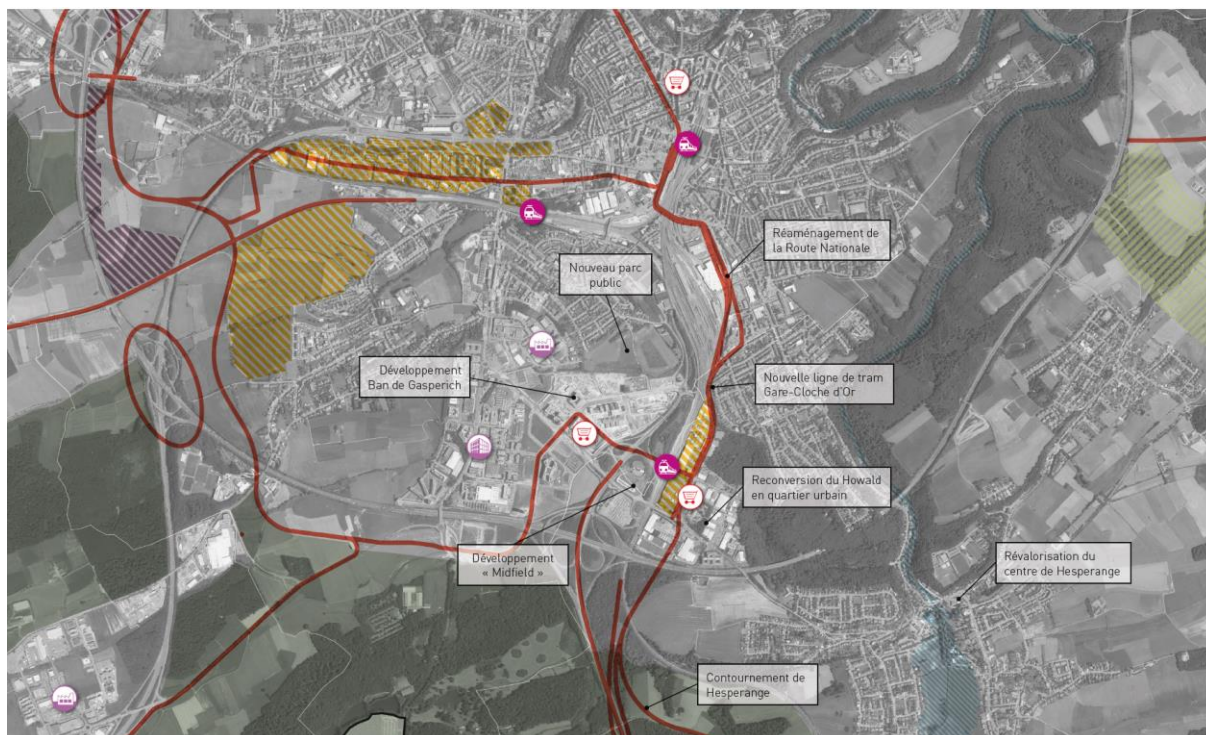 Réaménagement de
la Route Nationale
Nouveau parc
public
Développement
Ban de Gasperich
Nouvelle ligne de tram
Gare-Cloche d'Or
Reconversion du Howald
en quartier urbain
Développement
« Midfield »
Révalorisation du
centre de Hesperange
Contournement de
Hesperange